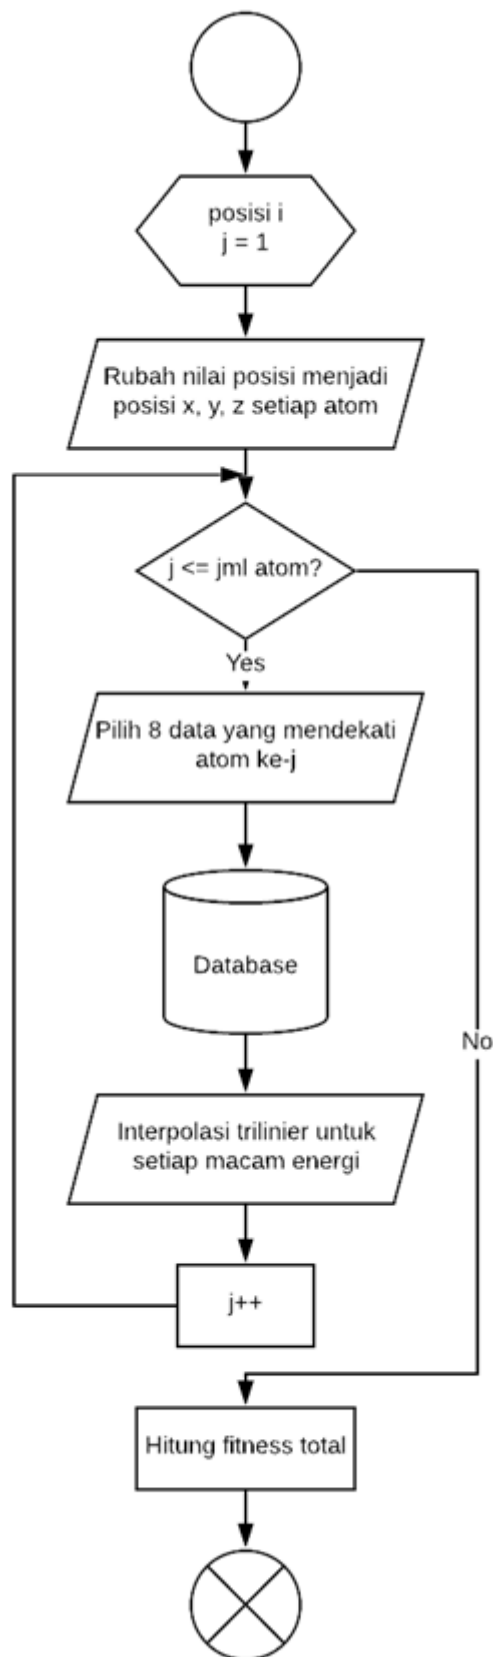 posisi i
j = 1
Rubah nilai posisi menjadi
posisi x, y, z setiap atom
j <= jml atom?
Yes
Pilih 8 data yang mendekati
atom ke-j
Database
No
Interpolasi trilinier untuk
setiap macam energi
j++
Hitung fitness total